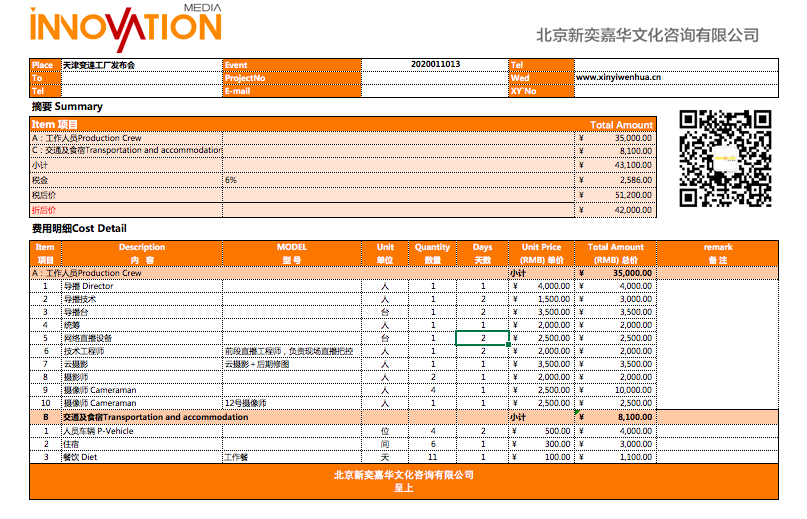 MEDIA
INNOVATION
北京新奕嘉华文化咨询有限公司
Place 天津变速工厂发布会 Event 2020011013 Tel
To ProjectNo Wed www.xinyiwenhua.cn
Tel E-mail XY'No
摘要 Summary
Item 项目 Total Amount
A：工作人员Production Crew ¥ 35,000.00
C：交通及食宿Transportation and accommodation ¥ 8,100.00
小计 ¥ 43,100.00
税金 6% ¥ 2,586.00
税后价 ¥ 51,200.00
折后价 ¥ 42,000.00
费用明细Cost Detail
Item Description MODEL Unit Quantity Days Unit Price Total Amount remark
项目 内 容 型 号 单位 数量 天数 (RMB) 单价 (RMB) 总价 备 注
A：工作人员Production Crew 小计 ¥ 35,000.00
1 导播 Director 人 1 1 ¥ 4,000.00 ¥ 4,000.00
2 导播技术 人 1 2 ¥ 1,500.00 ¥ 3,000.00
3 导播台 台 1 2 ¥ 3,500.00 ¥ 3,500.00
4 统筹 人 1 1 ¥ 2,000.00 ¥ 2,000.00
5 网络直播设备 台 1 2 ¥ 2,500.00 ¥ 2,500.00
6 技术工程师 前段直播工程师，负责现场直播把控 人 1 2 ¥ 2,000.00 ¥ 2,000.00
7 云摄影 云摄影＋后期修图 人 1 1 ¥ 3,500.00 ¥ 3,500.00
8 摄影师 人 2 1 ¥ 2,000.00 ¥ 2,000.00
9 摄像师 Cameraman 人 4 1 ¥ 2,500.00 ¥ 10,000.00
10 摄像师 Cameraman 12号摄像师 人 1 1 ¥ 2,500.00 ¥ 2,500.00
B 交通及食宿Transportation and accommodation 小计 ¥ 8,100.00
1 人员车辆 P-Vehicle 位 4 2 ¥ 500.00 ¥ 4,000.00
2 住宿 间 6 1 ¥ 300.00 ¥ 3,000.00
3 餐饮 Diet 工作餐 天 11 1 ¥ 100.00 ¥ 1,100.00
北京新奕嘉华文化咨询有限公司
呈上